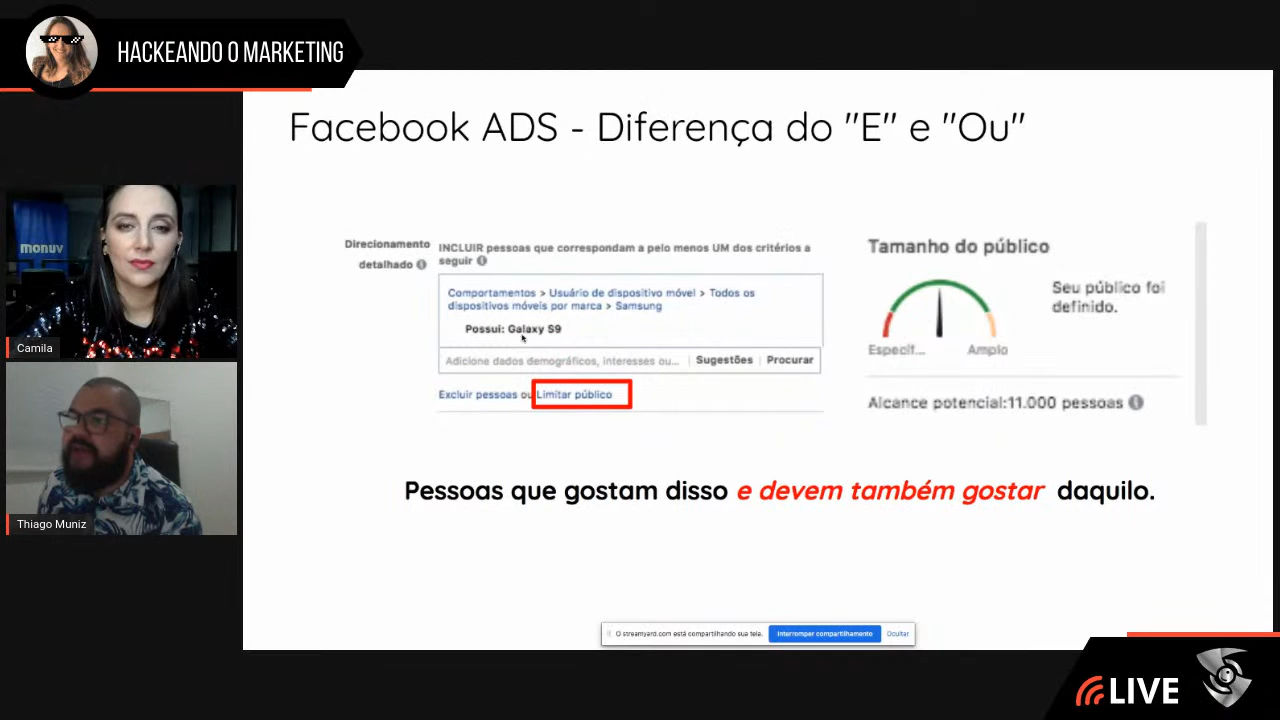 HACKEANDO O MARKETING
Facebook ADS - Diferença do "E" e "Ou"
monuv
Camila
Thiago Muniz
Direcionamento
detalhado
INCLUIR pessoas que correspondam a pelo menos UM dos critérios a
seguir
Comportamentos > Usuário de dispositivo móvel > Todos os
dispositivos móveis por marca > Samsung
Possui: Galaxy S9
Adicione dados demográficos, interesses ou... Sugestões Procurar
Excluir pessoas ou Limitar público
Tamanho do público
Seu público foi
definido.
Específ... Amplo
Alcance potencial:11.000 pessoas
Pessoas que gostam disso e devem também gostar daquilo.
O streamyard.com está compartilhando sua tela. Interromper compartilhamento Ocultar
LIVE